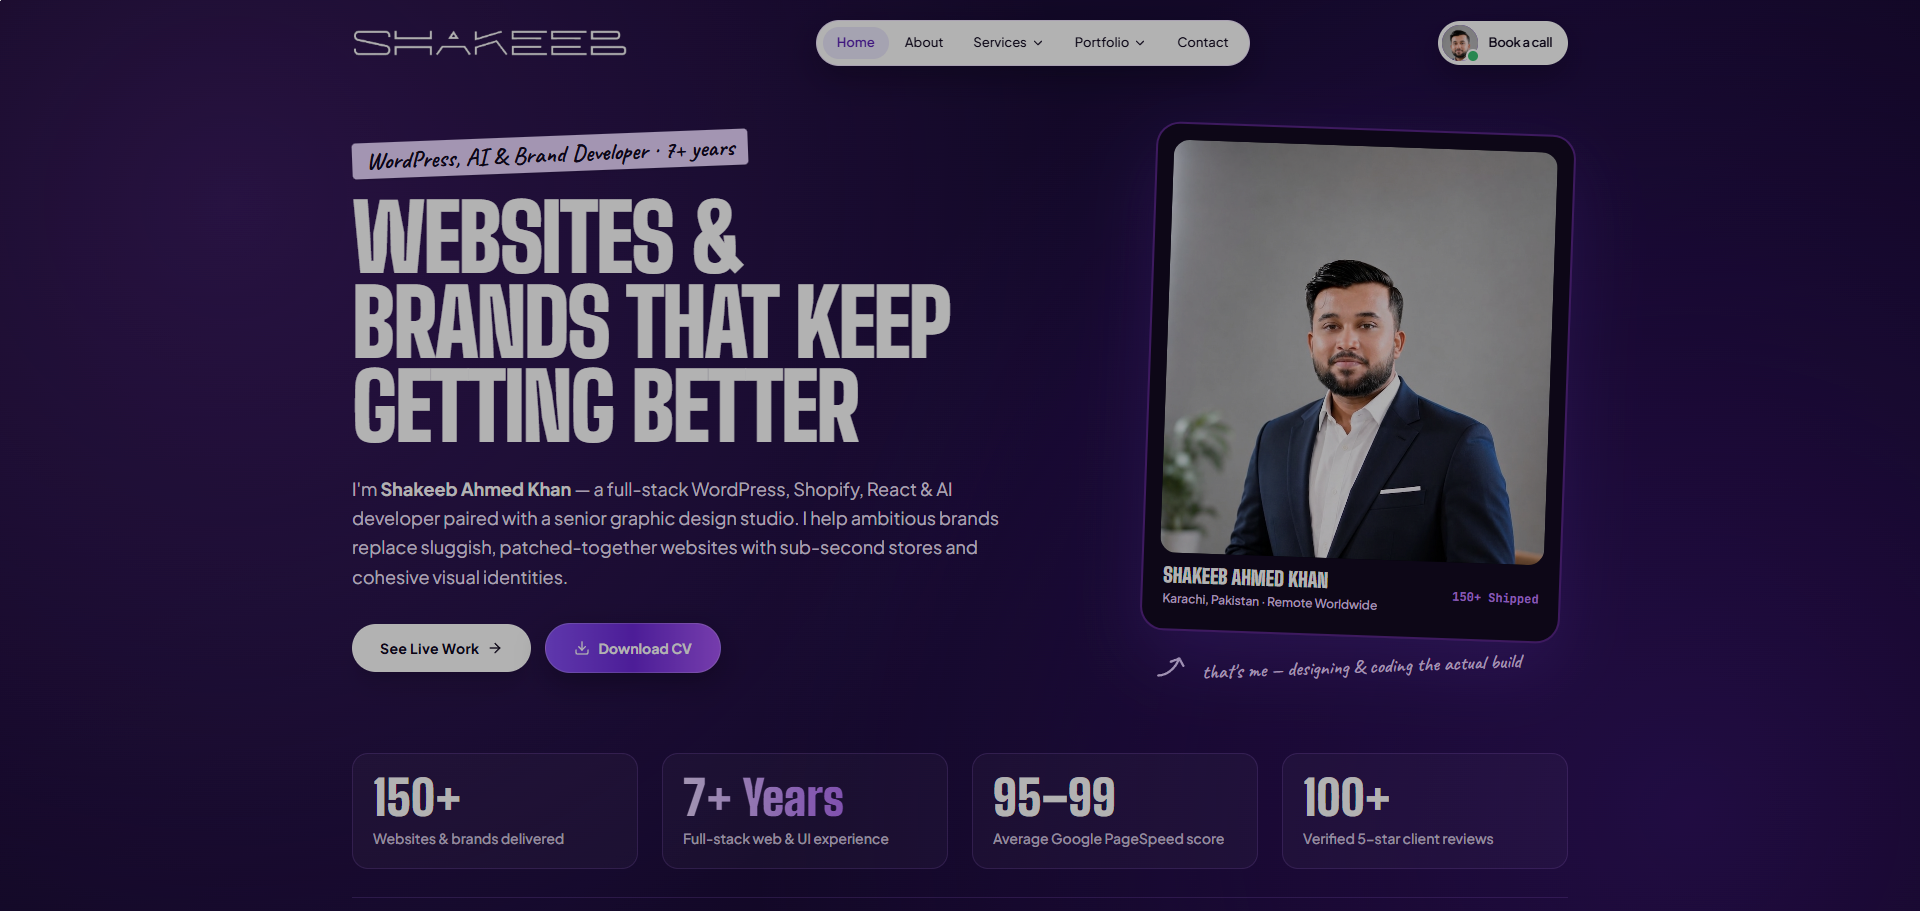 SHAKEEB
Home About Services Portfolio Contact
Book a call
WordPress, AI & Brand Developer · 7+ years
WEBSITES &
BRANDS THAT KEEP
GETTING BETTER
I'm Shakeeb Ahmed Khan — a full-stack WordPress, Shopify, React & AI
developer paired with a senior graphic design studio. I help ambitious brands
replace sluggish, patched-together websites with sub-second stores and
cohesive visual identities.
See Live Work
Download CV
SHAKEEB AHMED KHAN
Karachi, Pakistan · Remote Worldwide
150+ Shipped
that's me — designing & coding the actual build
150+
Websites & brands delivered
7+ Years
Full-stack web & UI experience
95–99
Average Google PageSpeed score
100+
Verified 5-star client reviews